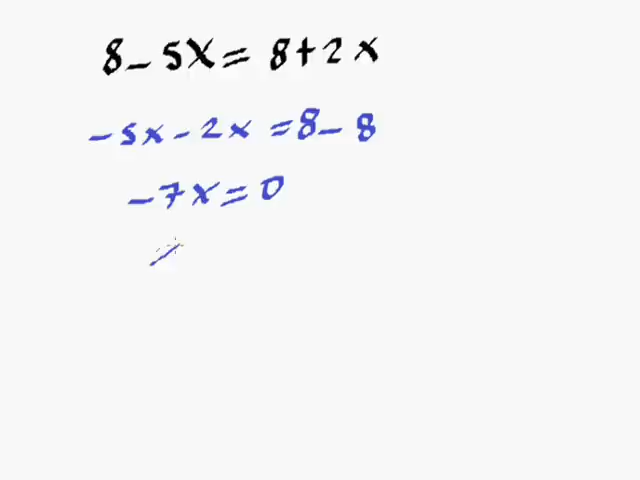 8 - 5x = 8 + 2x
- 5x - 2x = 8 - 8
- 7x = 0